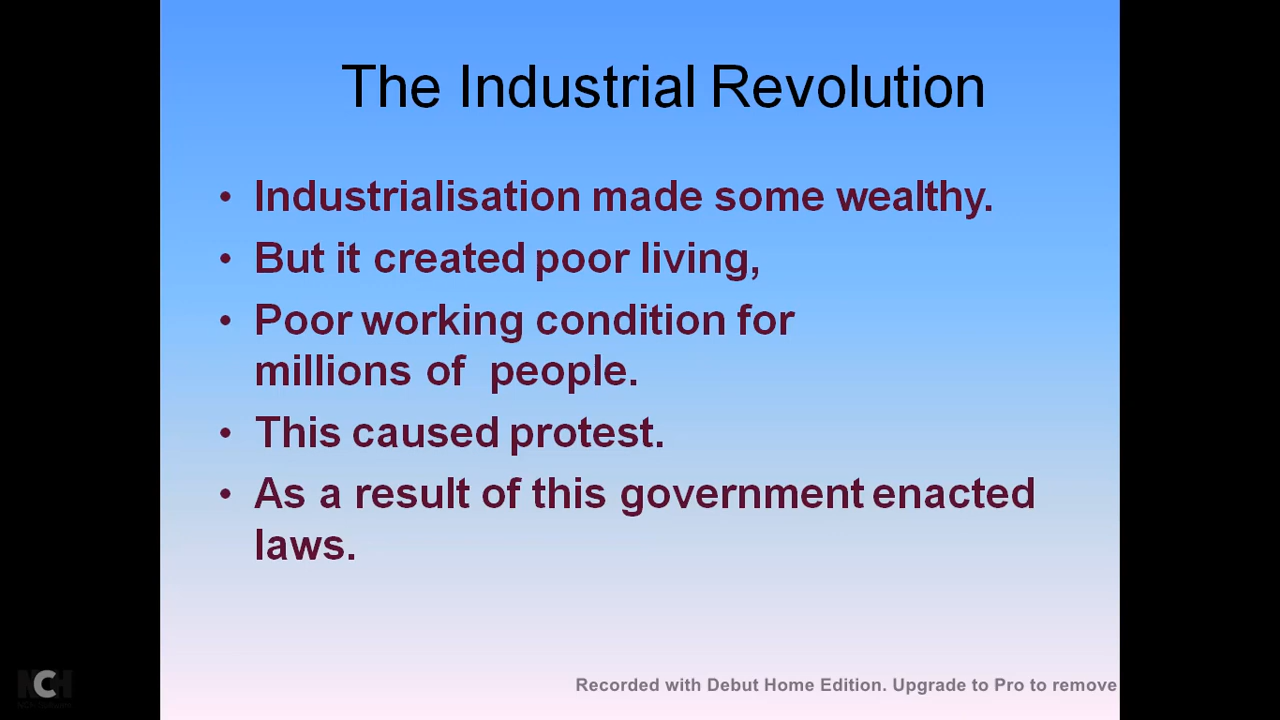 The Industrial Revolution
• Industrialisation made some wealthy.
• But it created poor living,
• Poor working condition for
millions of people.
• This caused protest.
• As a result of this government enacted
laws.
Recorded with Debut Home Edition. Upgrade to Pro to remove
NCH